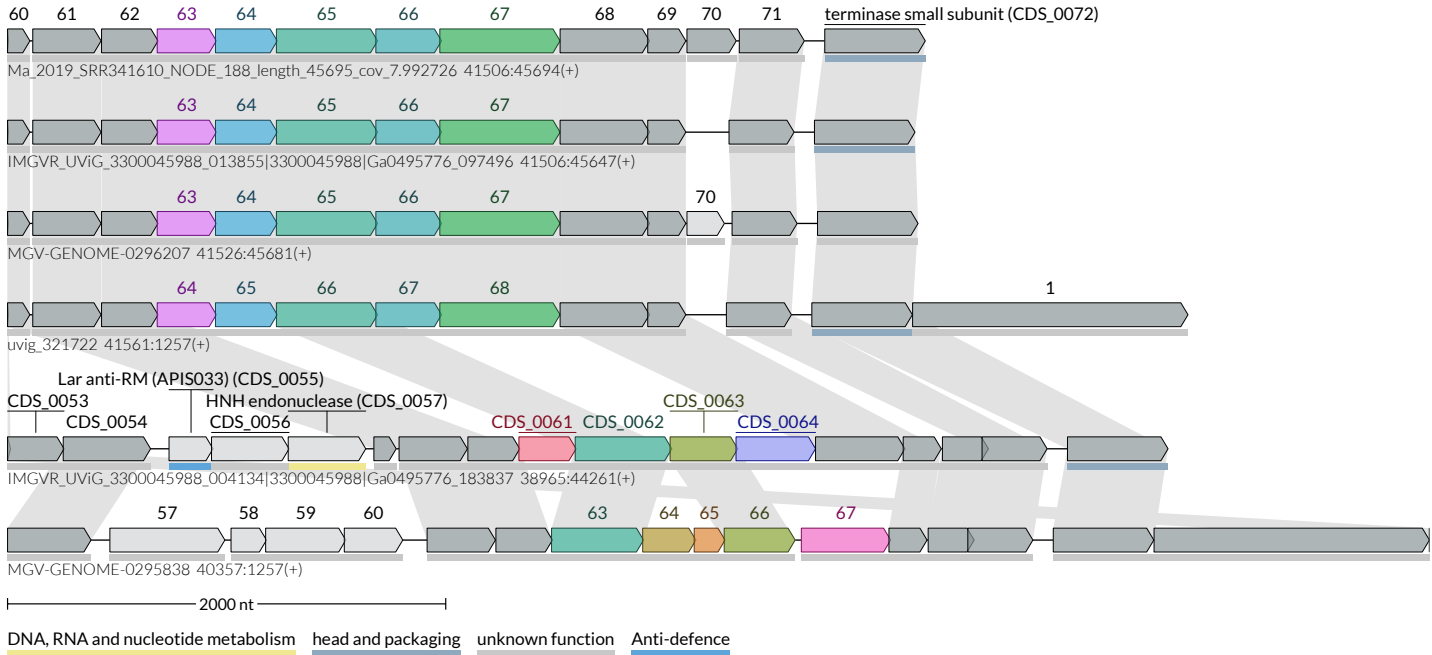 60 61 62 63 64 65 66 67 68 69 70 71 terminase small subunit (CDS_0072)
Ma_2019_SRR341610_NODE_188_length_45695_cov_7.992726 41506:45694(+)
63 64 65 66 67
IMGVR_UViG_3300045988_013855|3300045988|Ga0495776_097496 41506:45647(+)
63 64 65 66 67 70
MGV-GENOME-0296207 41526:45681(+)
64 65 66 67 68 1
uvig_321722 41561:1257(+)
Lar anti-RM (APIS033) (CDS_0055)
CDS_0053 HNH endonuclease (CDS_0057) CDS_0063
CDS_0054 CDS_0056 CDS_0061 CDS_0062 CDS_0064
IMGVR_UViG_3300045988_004134|3300045988|Ga0495776_183837 38965:44261(+)
57 58 59 60 63 64 65 66 67
MGV-GENOME-0295838 40357:1257(+)
2000 nt
DNA, RNA and nucleotide metabolism head and packaging unknown function Anti-defence